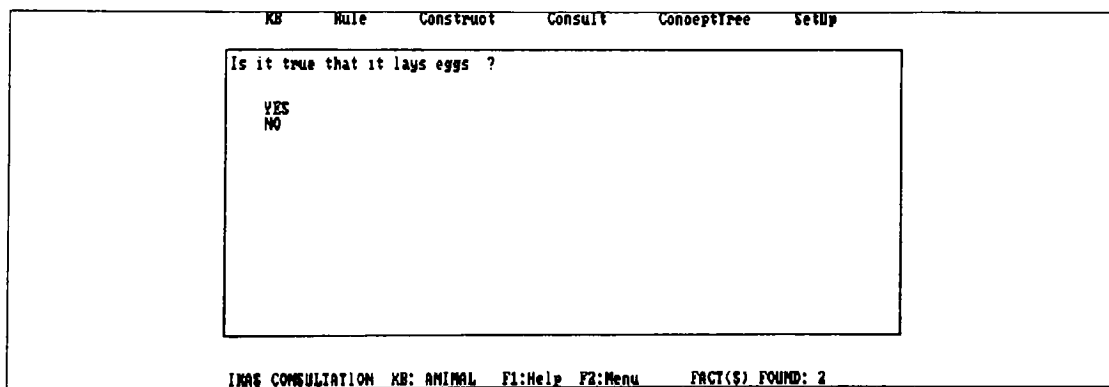 KB Rule Construct Consult ConceptTree SetUp
Is it true that it lays eggs ?
YES
NO
IKAS CONSULTATION KB: ANIMAL F1:Help F2:Menu FACT(S) FOUND: 2